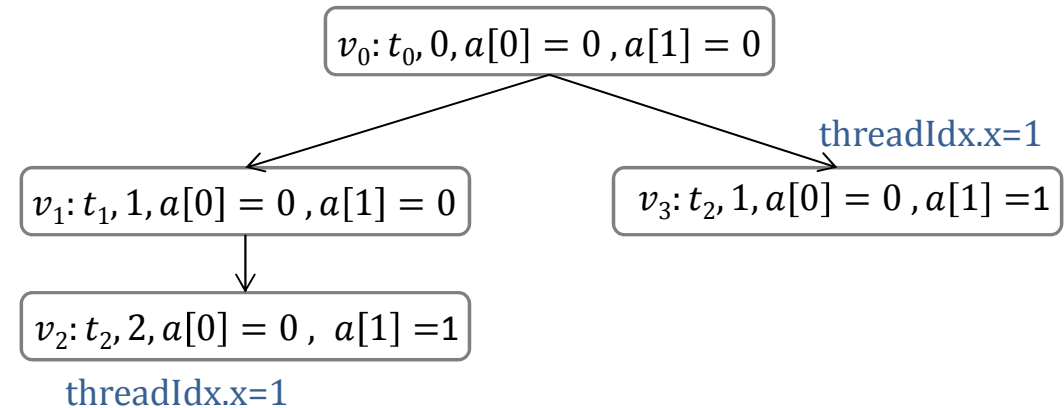 v₀: t₀, 0, a[0] = 0 , a[1] = 0
threadIdx.x=1
v₁: t₁, 1, a[0] = 0 , a[1] = 0
v₃: t₂, 1, a[0] = 0 , a[1] =1
v₂: t₂, 2, a[0] = 0 , a[1] =1
threadIdx.x=1